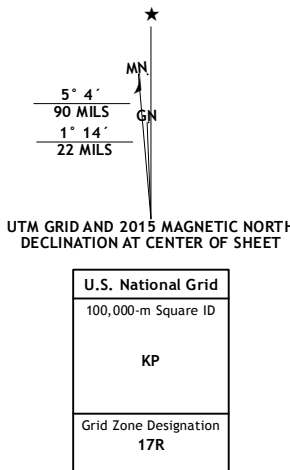 MN
5° 4´
90 MILS
GN
1° 14´
22 MILS
UTM GRID AND 2015 MAGNETIC NORTH
DECLINATION AT CENTER OF SHEET
U.S. National Grid
100,000-m Square ID
KP
Grid Zone Designation
17R